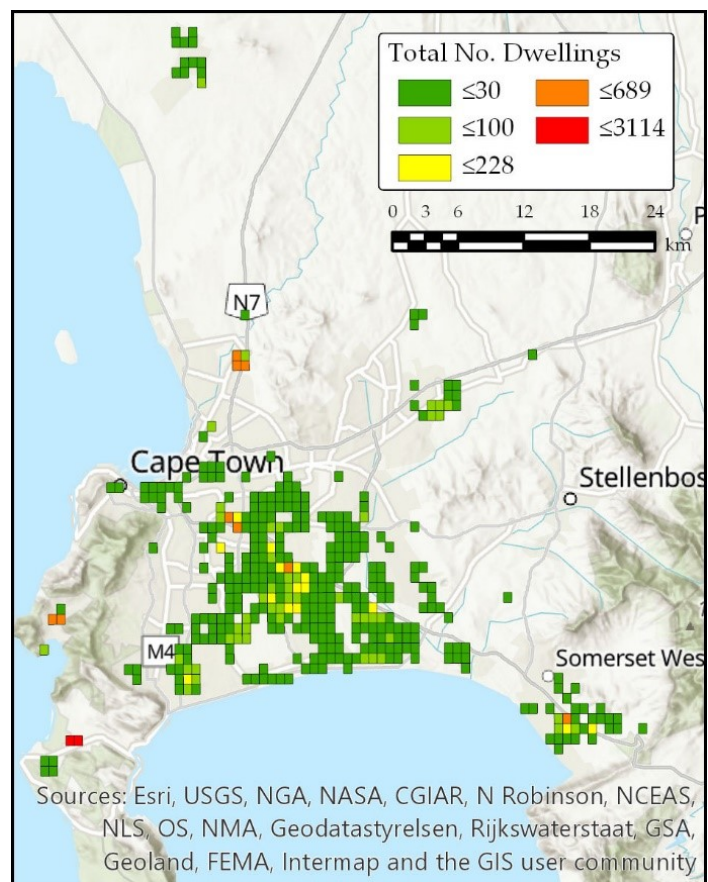 Total No. Dwellings
≤30
≤689
≤100
≤3114
≤228
0 3 6 12 18 24
km
P
N7
Cape Town
Stellenbos
M4
Somerset Wes
Sources: Esri, USGS, NGA, NASA, CGIAR, N Robinson, NCEAS,
NLS, OS, NMA, Geodatastyrelsen, Rijkswaterstaat, GSA,
Geoland, FEMA, Intermap and the GIS user community